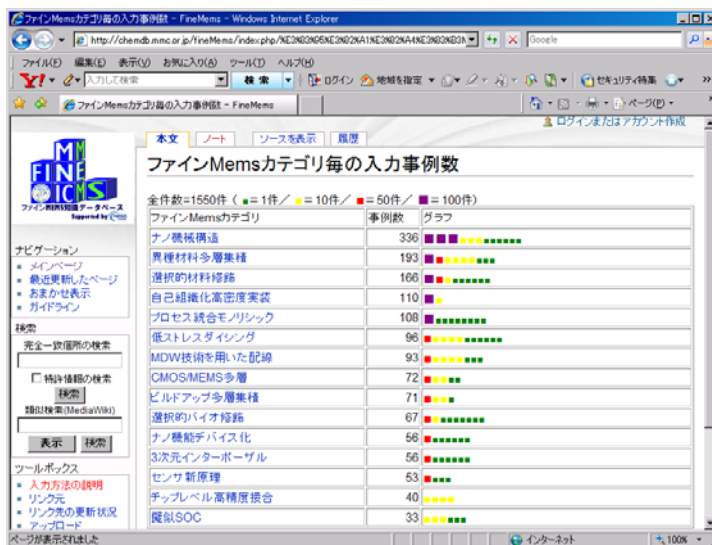 ファインMemsカテゴリ毎の入力事例数 - FineMems - Windows Internet Explorer
http://chemdb.mmc.or.jp/fineMems/index.php/
Google
ファイル(F) 編集(E) 表示(V) お気に入り(A) ツール(T) ヘルプ(H)
Y! 入力して検索 検索 ログイン 地域を指定 セキュリティ特集
ファインMemsカテゴリ毎の入力事例数 - FineMems
ページ(P)
ログインまたはアカウント作成
本文 ノート ソースを表示 履歴
MM
FINE
ICMS
ファインMEMS知識データベース
Supported by
ファインMemsカテゴリ毎の入力事例数
全件数=1550件 ( ■=1件／ ■=10件／ ■=50件／ ■=100件)
ファインMemsカテゴリ 事例数 グラフ
ナノ機械構造 336
異種材料多層集積 193
選択的材料修飾 166
自己組織化高密度実装 110
プロセス統合モノリシック 108
低ストレスダイシング 96
MDW技術を用いた配線 93
CMOS/MEMS多層 72
ビルドアップ多層集積 71
選択的バイオ修飾 67
ナノ機能デバイス化 56
3次元インターポーザル 56
センサ新原理 53
チップレベル高精度接合 40
擬似SOC 33
ナビゲーション
メインページ
最近更新したページ
おまかせ表示
ガイドライン
検索
完全一致個所の検索
特許情報の検索
検索
類似検索(MediaWiki)
表示 検索
ツールボックス
入力方法の説明
リンク元
リンク先の更新状況
アップロード
ページが表示されました
インターネット
100%